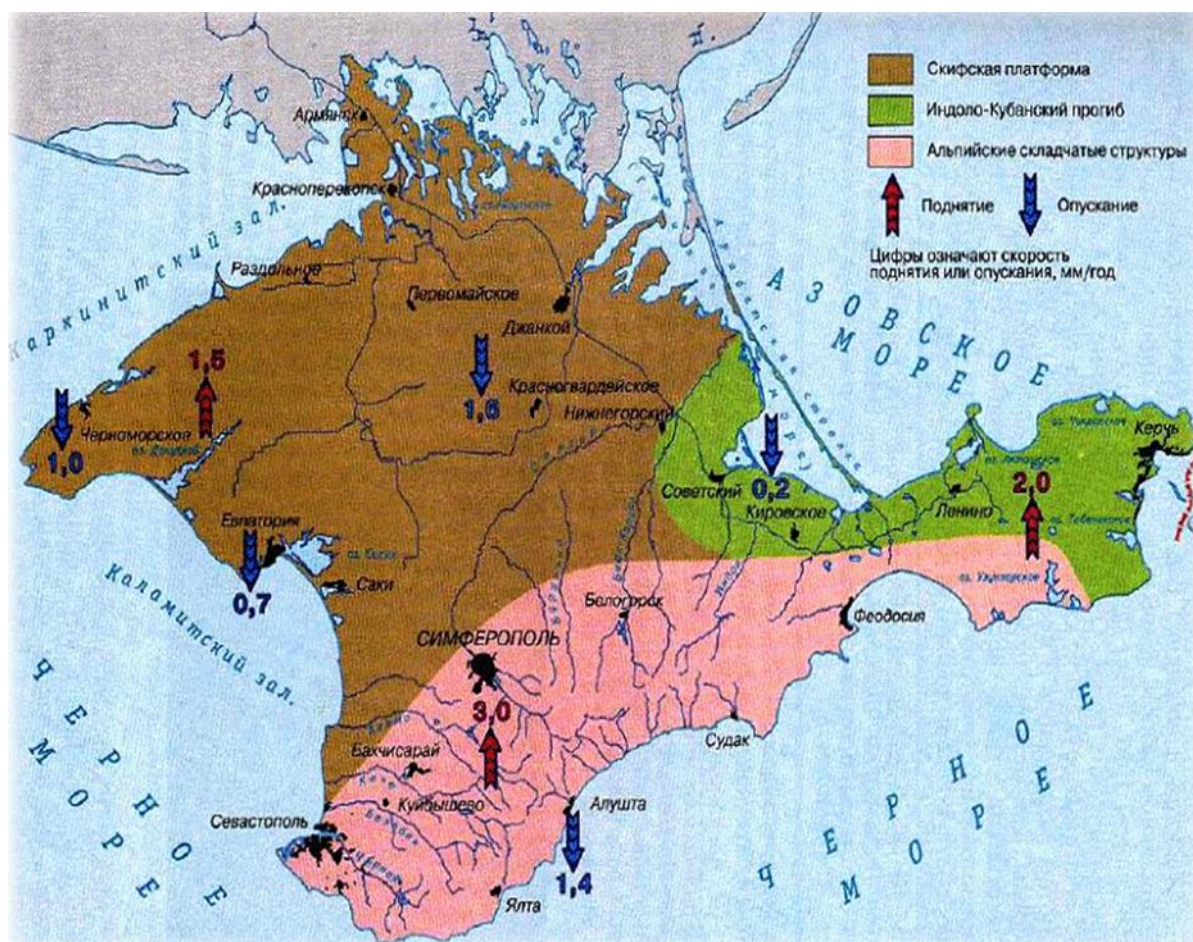 Скифская платформа
Индоло-Кубанский прогиб
Альпийские складчатые структуры
Поднятие
Опускание
Цифры означают скорость
поднятия или опускания, мм/год
Армянск
Красноперекопск
Каркинитский зал.
Раздольное
Первомайское
Джанкой
АЗОВСКОЕ
МОРЕ
1,5
1,6
Красногвардейское
Нижнегорский
Черноморское
1,0
Советский
0,2
Кировское
Ленино
2,0
Керчь
Евпатория
0,7
Саки
Каламитский зал.
Белогорск
Феодосия
СИМФЕРОПОЛЬ
3,0
Судак
Бахчисарай
Куйбышево
Алушта
1,4
Севастополь
Бельбек
Ялта
ЧЕРНОЕ
МОРЕ
ЧЕРНОЕ
МОРЕ